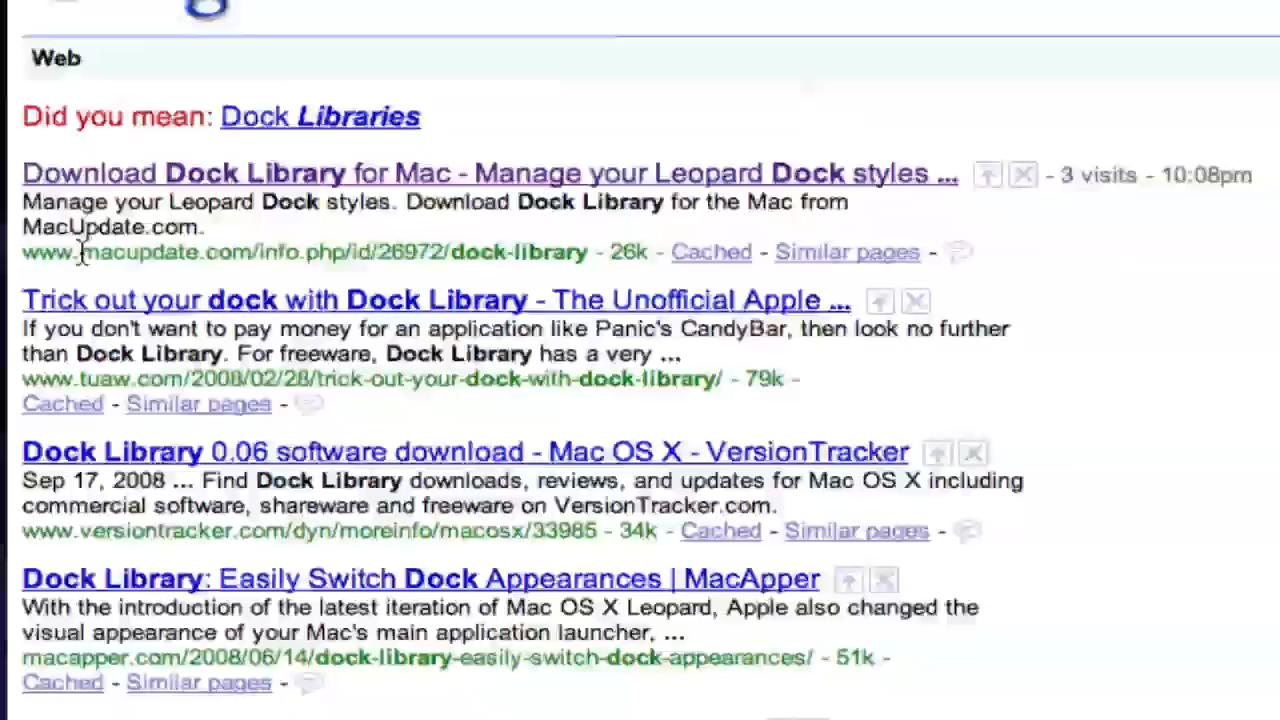 Web
Did you mean: Dock Libraries
Download Dock Library for Mac - Manage your Leopard Dock styles ... - 3 visits - 10:08pm
Manage your Leopard Dock styles. Download Dock Library for the Mac from
MacUpdate.com.
www.macupdate.com/info.php/id/26972/dock-library - 26k - Cached - Similar pages -
Trick out your dock with Dock Library - The Unofficial Apple ...
If you don't want to pay money for an application like Panic's CandyBar, then look no further
than Dock Library. For freeware, Dock Library has a very ...
www.tuaw.com/2008/02/28/trick-out-your-dock-with-dock-library/ - 79k -
Cached - Similar pages -
Dock Library 0.06 software download - Mac OS X - VersionTracker
Sep 17, 2008 ... Find Dock Library downloads, reviews, and updates for Mac OS X including
commercial software, shareware and freeware on VersionTracker.com.
www.versiontracker.com/dyn/moreinfo/macosx/33985 - 34k - Cached - Similar pages -
Dock Library: Easily Switch Dock Appearances | MacApper
With the introduction of the latest iteration of Mac OS X Leopard, Apple also changed the
visual appearance of your Mac's main application launcher, ...
macapper.com/2008/06/14/dock-library-easily-switch-dock-appearances/ - 51k -
Cached - Similar pages -